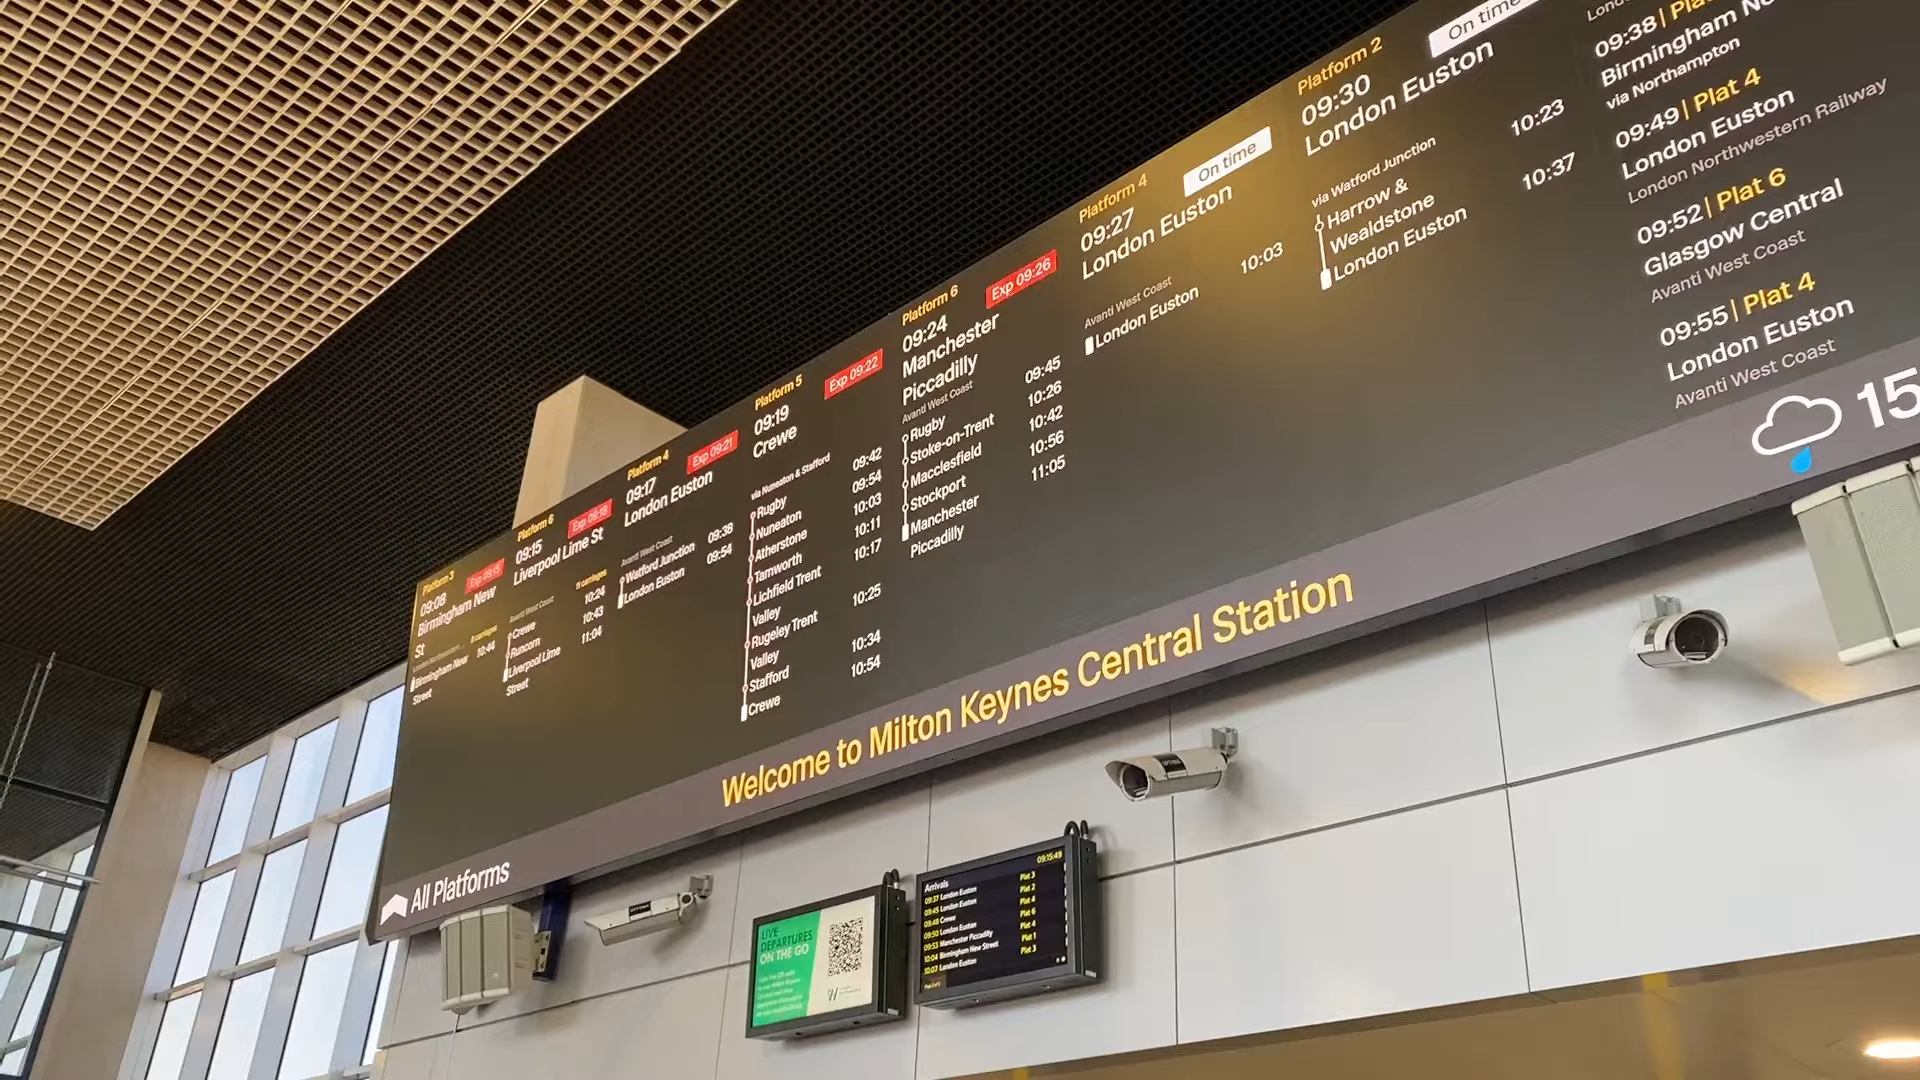 Platform 3
09:08
Exp 09:15
Birmingham New
St
8 carriages
London Northwestern...
Birmingham New 10:44
Street
Platform 6
09:15
Exp 09:18
Liverpool Lime St
11 carriages
Avanti West Coast
Crewe 10:24
Runcorn 10:43
Liverpool Lime 11:04
Street
Platform 4
09:17
Exp 09:21
London Euston
Avanti West Coast
Watford Junction 09:38
London Euston 09:54
Platform 5
09:19
Exp 09:22
Crewe
via Nuneaton & Stafford
Rugby 09:42
Nuneaton 09:54
Atherstone 10:03
Tamworth 10:11
Lichfield Trent 10:17
Valley
Rugeley Trent 10:25
Valley
Stafford 10:34
Crewe 10:54
Platform 6
09:24
Exp 09:26
Manchester
Piccadilly
Avanti West Coast
Rugby 09:45
Stoke-on-Trent 10:26
Macclesfield 10:42
Stockport 10:56
Manchester 11:05
Piccadilly
Platform 4
09:27
On time
London Euston
Avanti West Coast
London Euston 10:03
Platform 2
09:30
On time
London Euston
via Watford Junction
Harrow & 10:23
Wealdstone
London Euston 10:37
09:38 | Plat
Birmingham
via Northampton
09:49 | Plat 4
London Euston
London Northwestern Railway
09:52 | Plat 6
Glasgow Central
Avanti West Coast
09:55 | Plat 4
London Euston
Avanti West Coast
15
Welcome to Milton Keynes Central Station
All Platforms
LIVE
DEPARTURES
ON THE GO
Arrivals 09:15:49
09:37 London Euston Plat 3
09:45 London Euston Plat 2
09:48 Crewe Plat 4
09:50 London Euston Plat 6
09:53 Manchester Piccadilly Plat 4
10:04 Birmingham New Street Plat 1
10:07 London Euston Plat 3